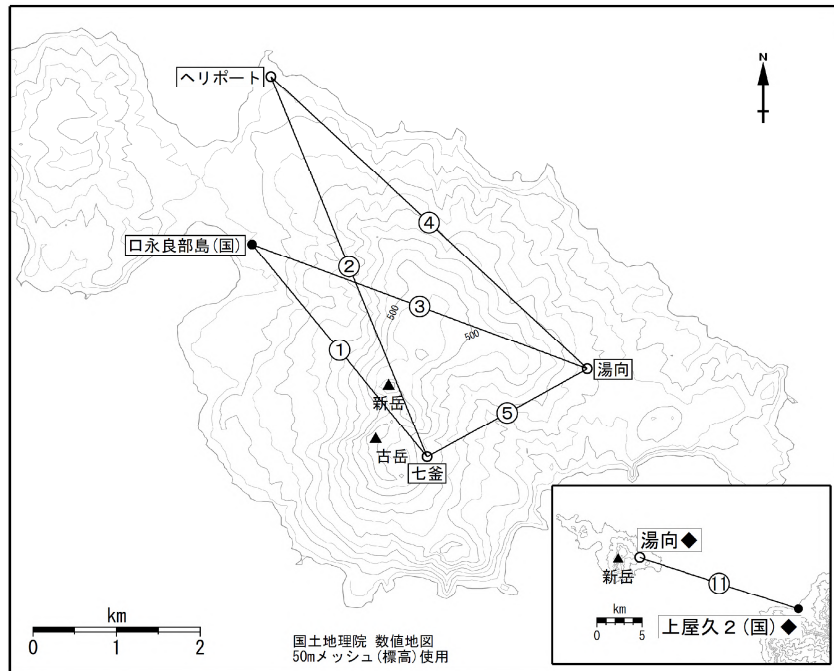 ヘリポート
N
④
口永良部島(国)
②
③
500
500
①
湯向
新岳
⑤
古岳
七釜
km
0 1 2
国土地理院 数値地図
50mメッシュ(標高)使用
湯向◆
新岳
⑪
km
0 5
上屋久2(国)◆